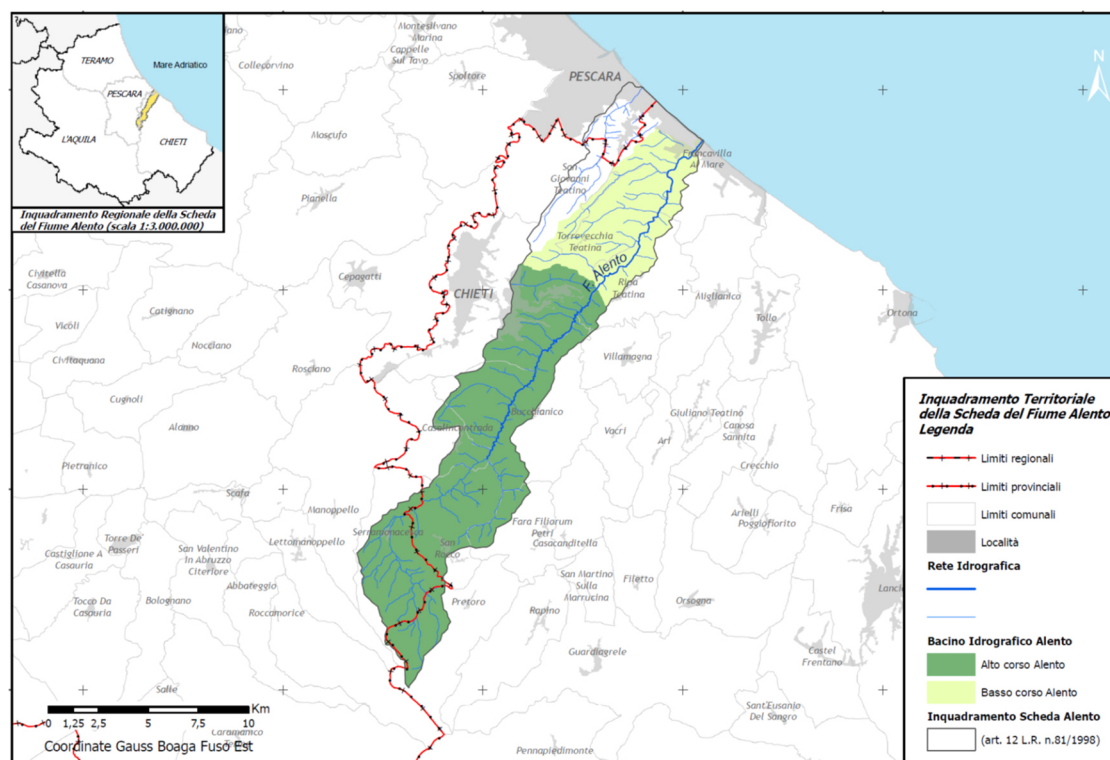 TERAMO
Mare Adriatico
PESCARA
L'AQUILA
CHIETI
Inquadramento Regionale della Scheda
del Fiume Alento (scala 1:3.000.000)
Montesilvano
Marina
Cappelle
Sul Tavo
Collecorvino
Spoltore
PESCARA
N
Moscufo
Francavilla
Al Mare
San
Giovanni
Teatino
Pianella
Torrevecchia
Teatina
F. Alento
Civitella
Casanova
Cepagatti
CHIETI
Ripa
Teatina
Miglianico
Catignano
Ortona
Tollo
Vicoli
Nocciano
Civitaquana
Villamagna
Rosciano
Cugnoli
Bucchianico
Giuliano Teatino
Alanno
Casalincontrada
Vacri
Canosa
Sannita
Ari
Pietranico
Crecchio
Scafa
Manoppello
Arielli
Frisa
Poggiofiorito
Fara Filiorum
Petri
Serramonacesca
Torre De'
Passeri
Lettomanoppello
San
Rocco
Casacanditella
Castiglione A
Casauria
San Valentino
In Abruzzo
Citeriore
Abbateggio
San Martino
Sulla
Marrucina
Filetto
Tocco Da
Casauria
Bolognano
Roccamorice
Pretoro
Rapino
Orsogna
Guardiagrele
Castel
Frentano
Salle
Sant'Eusanio
Del Sangro
Pennapiedimonte
0 1,25 2,5 5 7,5 10
Km
Coordinate Gauss Boaga Fuso Est
Inquadramento Territoriale
della Scheda del Fiume Alento
Legenda
Limiti regionali
Limiti provinciali
Limiti comunali
Località
Rete Idrografica
Bacino Idrografico Alento
Alto corso Alento
Basso corso Alento
Inquadramento Scheda Alento
(art. 12 L.R. n.81/1998)